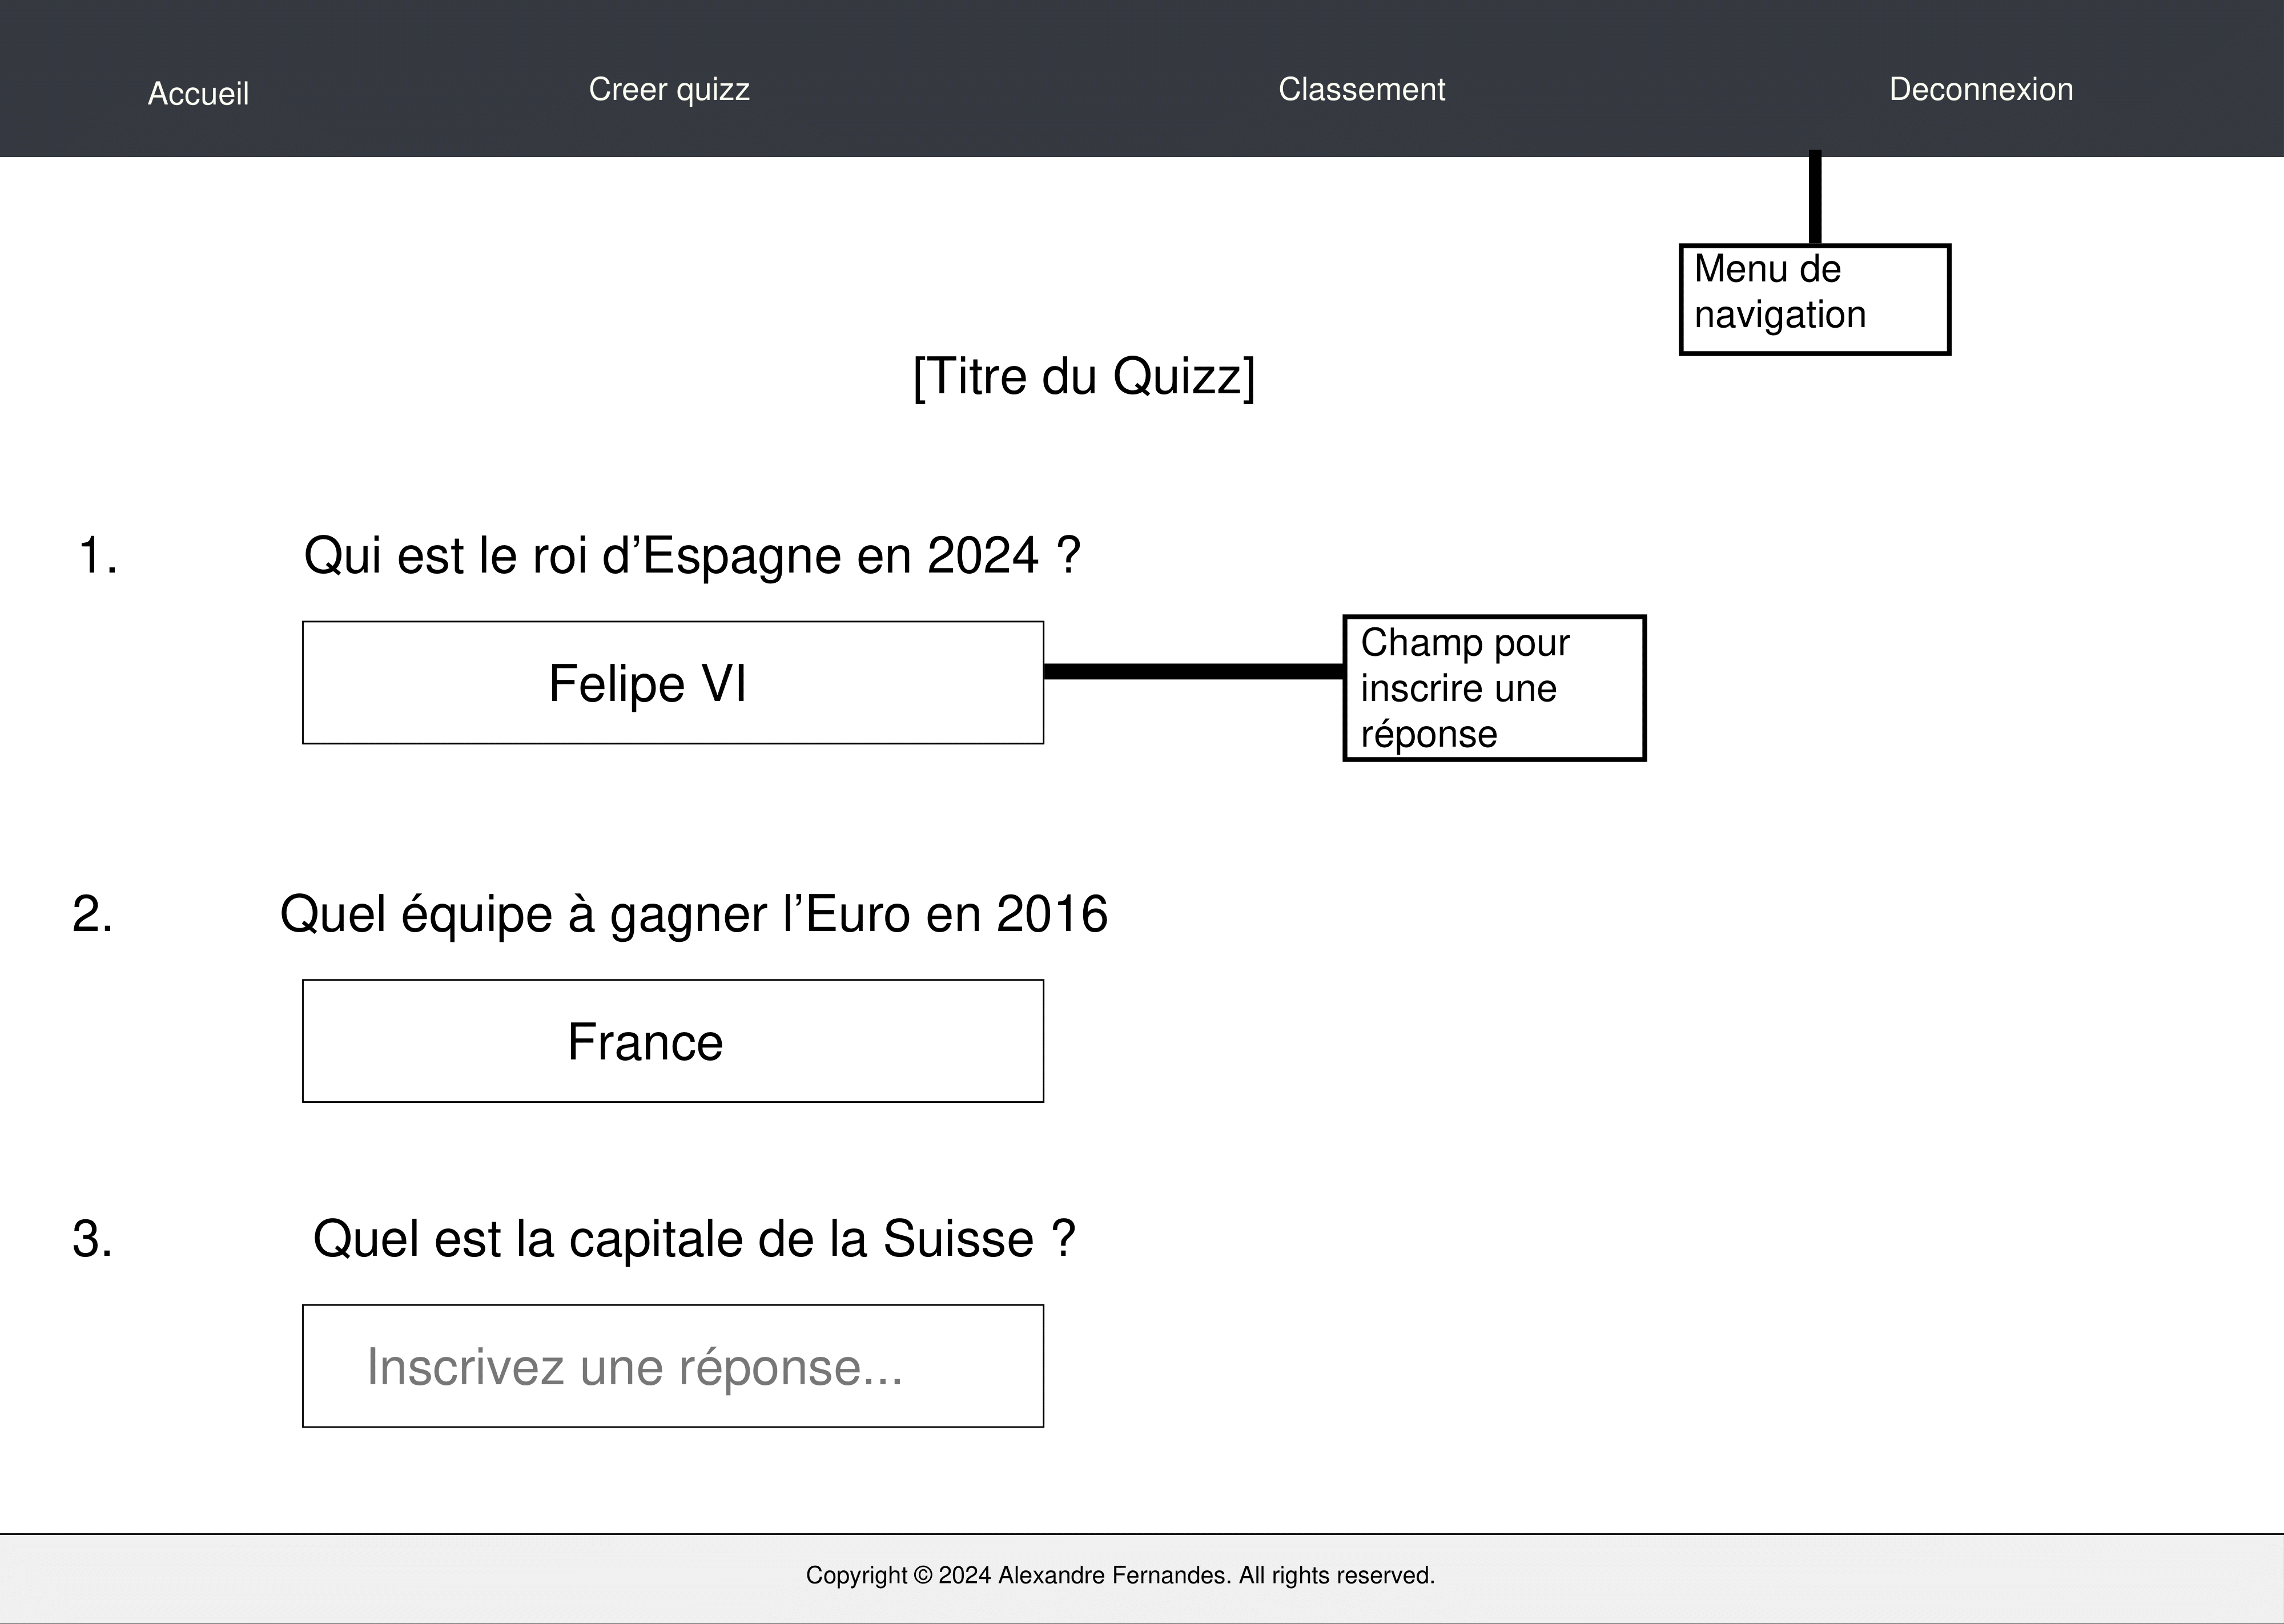 Accueil
Creer quizz
Classement
Deconnexion
Menu de
navigation
[Titre du Quizz]
1.
Qui est le roi d’Espagne en 2024 ?
Felipe VI
Champ pour
inscrire une
réponse
2.
Quel équipe à gagner l’Euro en 2016
France
3.
Quel est la capitale de la Suisse ?
Inscrivez une réponse...
Copyright © 2024 Alexandre Fernandes. All rights reserved.